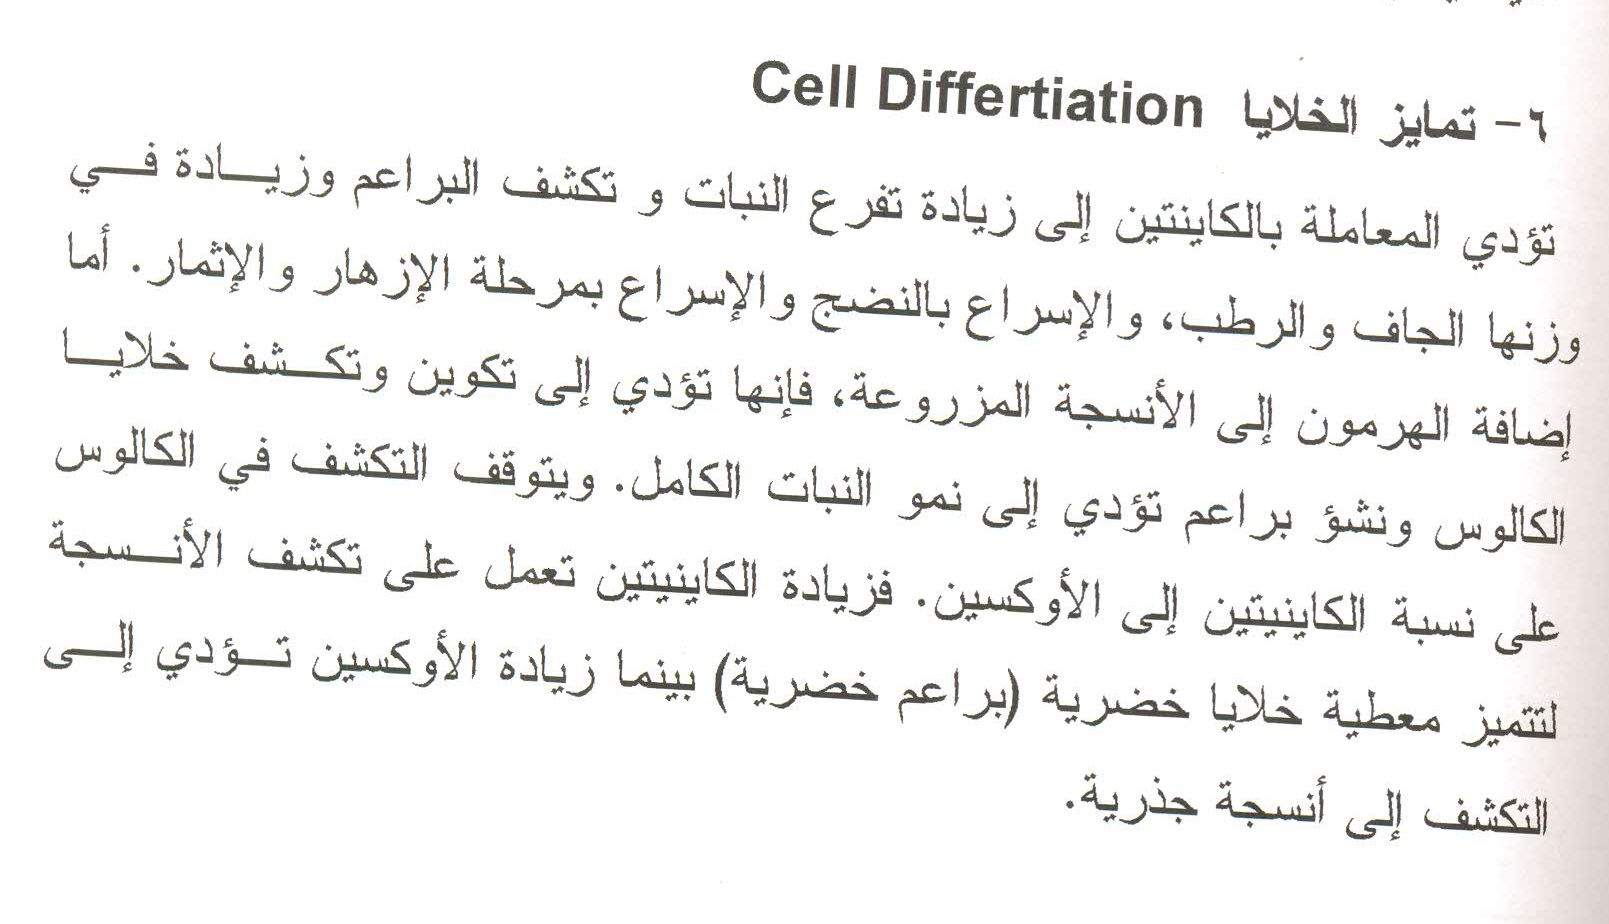 ٦- تمايز الخلايا Cell Differtiation
تؤدي المعاملة بالكاينتين إلى زيادة تفرع النبات و تكشف البراعم وزيادة في
وزنها الجاف والرطب، والإسراع بالنضج والإسراع بمرحلة الإزهار والإثمار. أما
إضافة الهرمون إلى الأنسجة المزروعة، فإنها تؤدي إلى تكوين وتكشف خلايا
الكالوس ونشؤ براعم تؤدي إلى نمو النبات الكامل. ويتوقف التكشف في الكالوس
على نسبة الكاينيتين إلى الأوكسين. فزيادة الكاينيتين تعمل على تكشف الأنسجة
لتتميز معطية خلايا خضرية (براعم خضرية) بينما زيادة الأوكسين تؤدي إلى
التكشف إلى أنسجة جذرية.